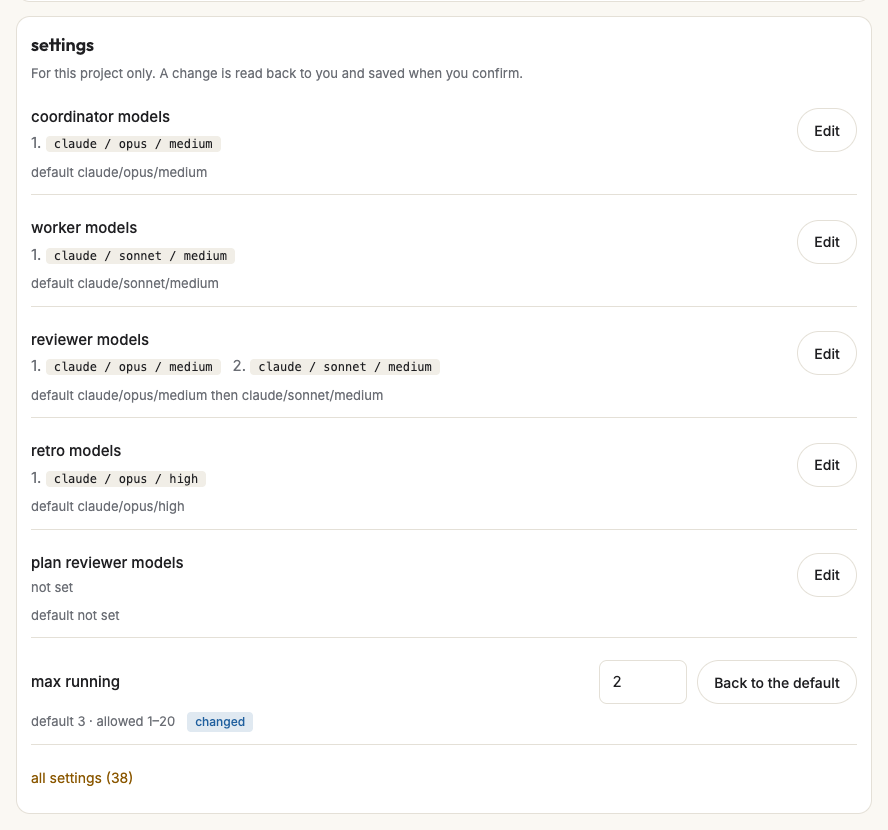 settings
For this project only. A change is read back to you and saved when you confirm.
coordinator models
1. claude / opus / medium
Edit
default claude/opus/medium
worker models
1. claude / sonnet / medium
Edit
default claude/sonnet/medium
reviewer models
1. claude / opus / medium 2. claude / sonnet / medium
Edit
default claude/opus/medium then claude/sonnet/medium
retro models
1. claude / opus / high
Edit
default claude/opus/high
plan reviewer models
not set
Edit
default not set
max running
2
Back to the default
default 3 · allowed 1–20 changed
all settings (38)